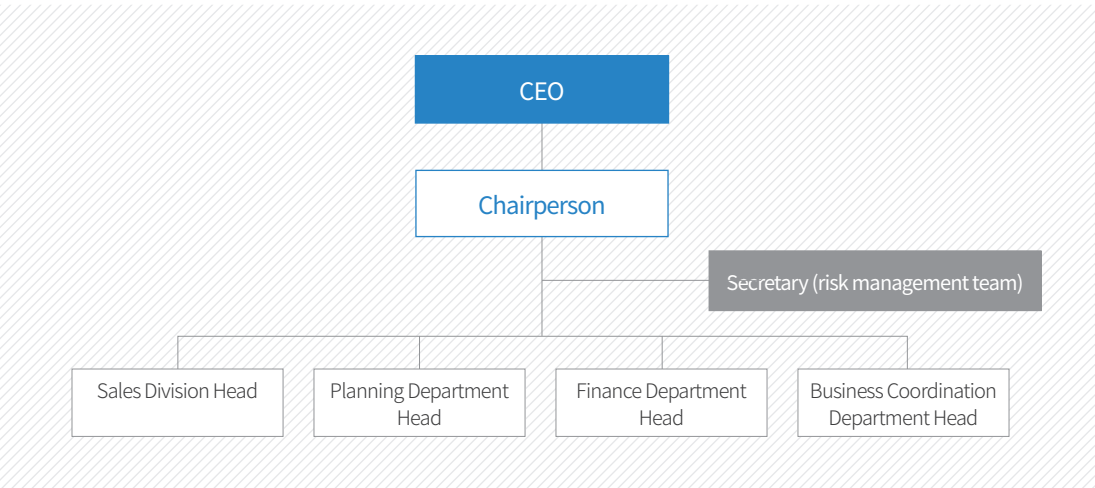 CEO
Chairperson
Secretary (risk management team)
Sales Division Head
Planning Department
Head
Finance Department
Head
Business Coordination
Department Head